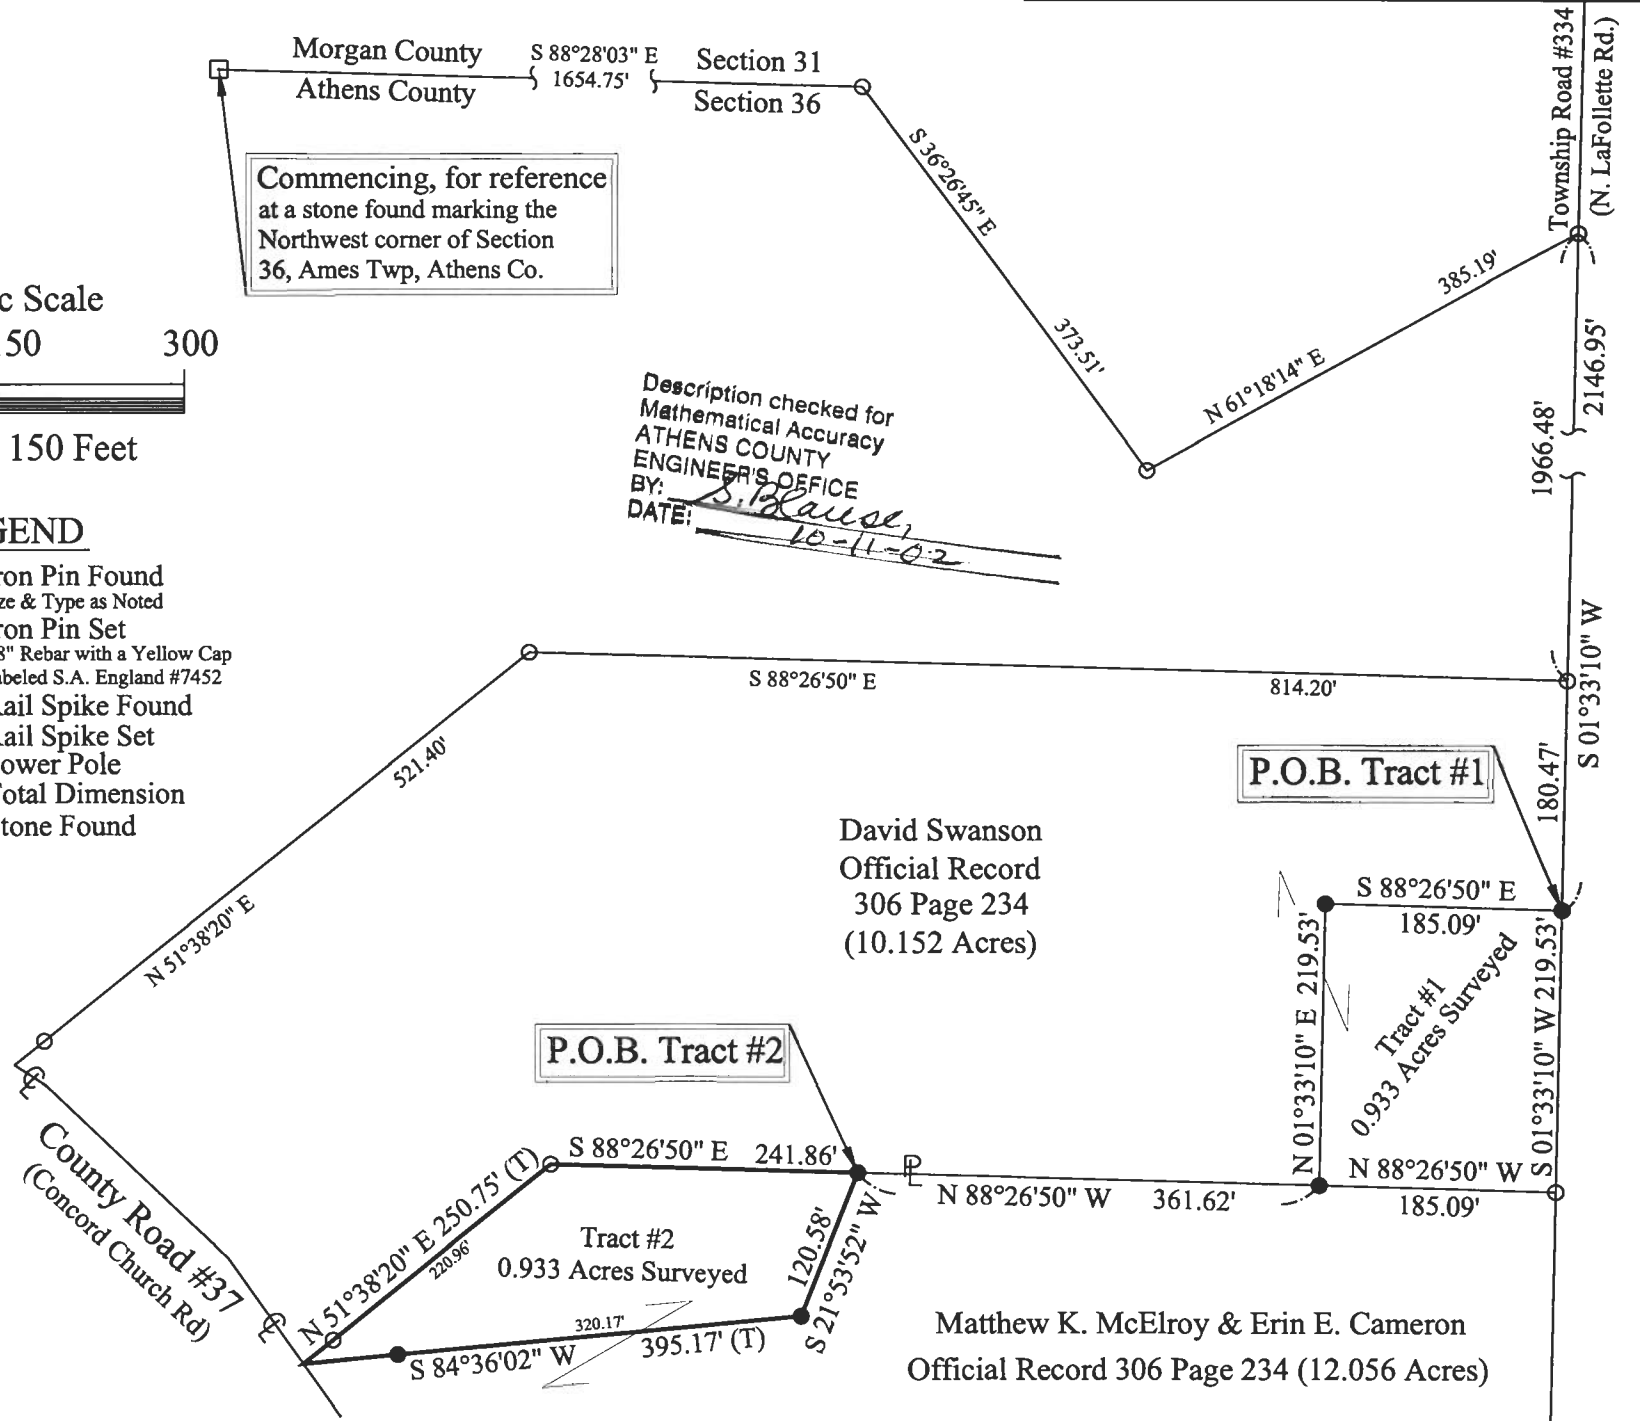 Morgan County
Athens County
S 88°28'03" E
1654.75'
Section 31
Section 36
Commencing, for reference
at a stone found marking the
Northwest corner of Section
36, Ames Twp, Athens Co.
S 36°26'45" E
373.51'
N 61°18'14" E
385.19'
Township Road #334
(N. LaFollette Rd.)
2146.95'
1966.48'
S 01°33'10" W
180.47'
c Scale
50
300
150 Feet
GEND
ron Pin Found
ze & Type as Noted
ron Pin Set
8" Rebar with a Yellow Cap
abeled S.A. England #7452
ail Spike Found
ail Spike Set
ower Pole
otal Dimension
tone Found
Description checked for
Mathematical Accuracy
ATHENS COUNTY
ENGINEER'S OFFICE
BY:
DATE: 10-11-02
S 88°26'50" E
814.20'
521.40'
N 51°38'20" E
David Swanson
Official Record
306 Page 234
(10.152 Acres)
P.O.B. Tract #1
S 88°26'50" E
185.09'
N 01°33'10" E 219.53'
Tract #1
0.933 Acres Surveyed
S 01°33'10" W 219.53'
N 88°26'50" W
185.09'
P.O.B. Tract #2
S 88°26'50" E 241.86'
N 88°26'50" W 361.62'
N 51°38'20" E 250.75' (T)
220.96'
Tract #2
0.933 Acres Surveyed
120.58'
S 21°53'52" W
320.17'
S 84°36'02" W 395.17' (T)
County Road #37
(Concord Church Rd)
Matthew K. McElroy & Erin E. Cameron
Official Record 306 Page 234 (12.056 Acres)